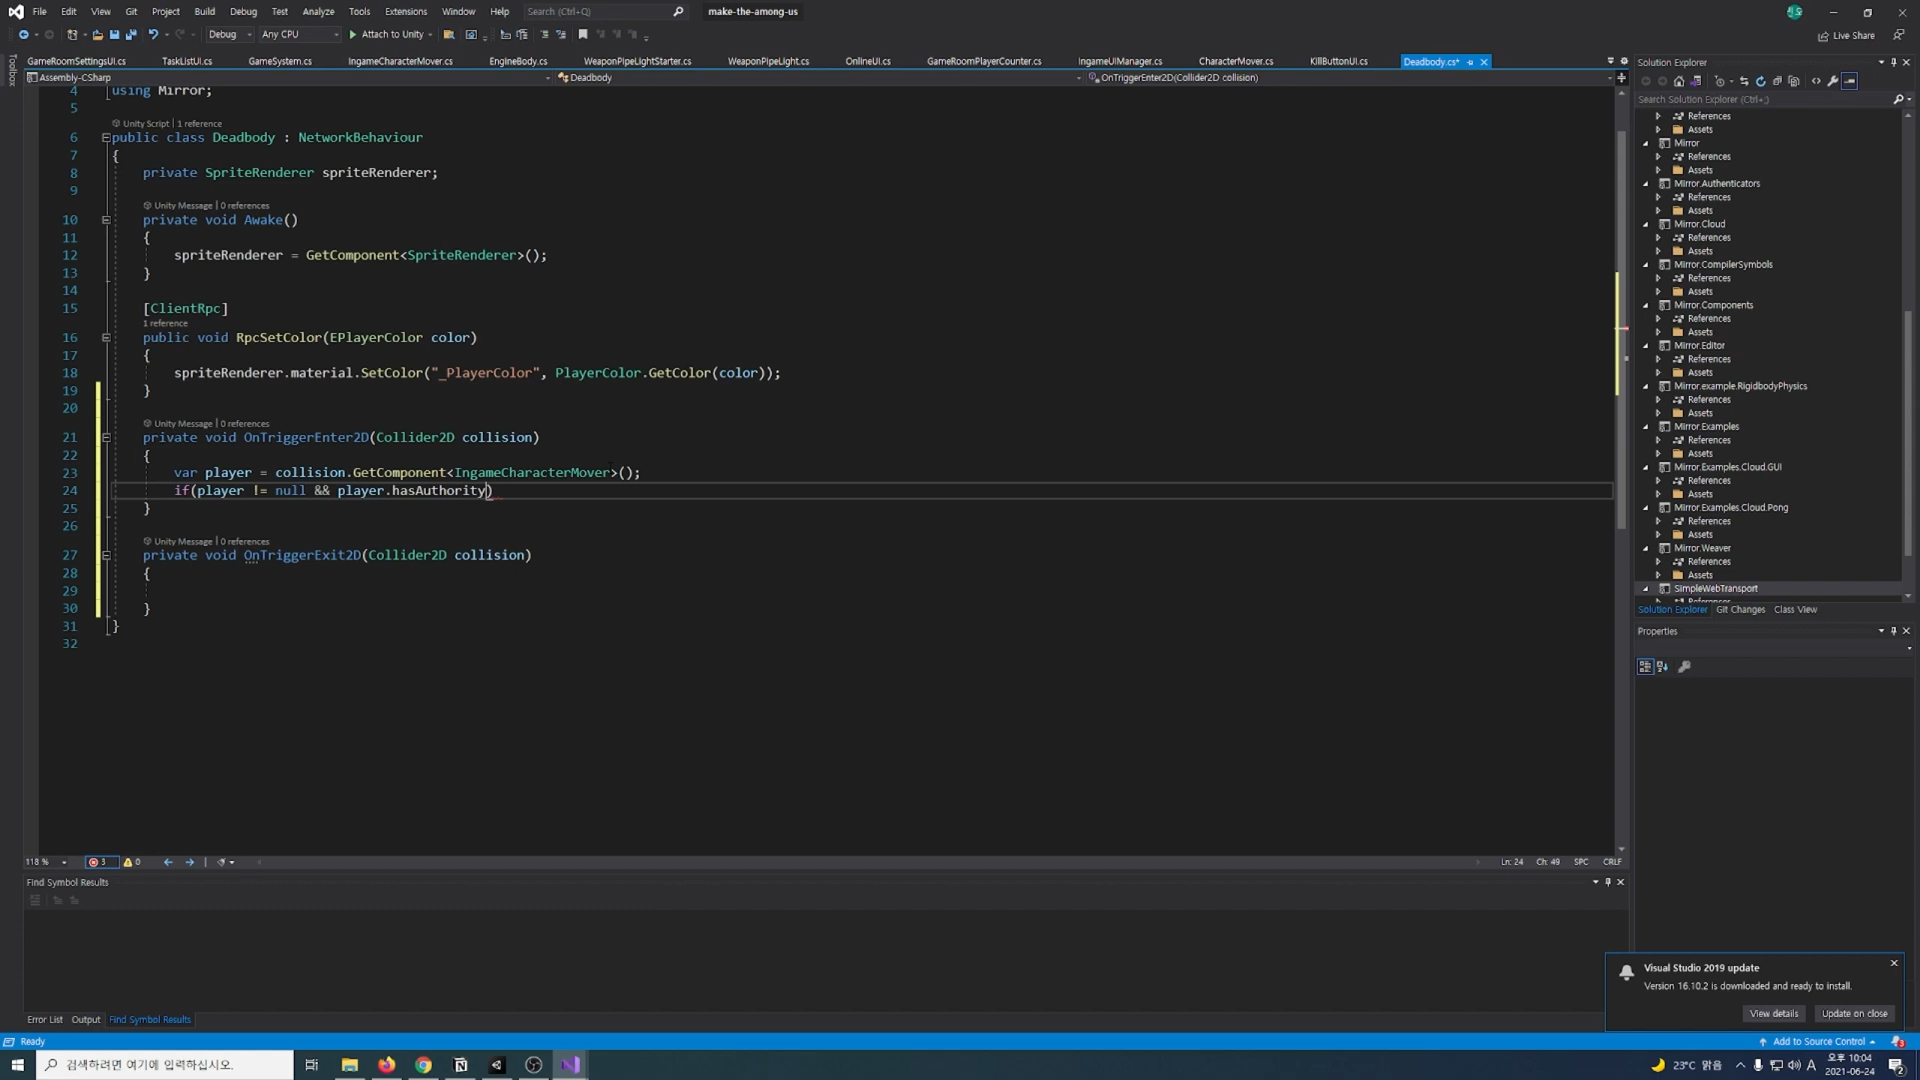 File Edit View Git Project Build Debug Test Analyze Tools Extensions Window Help Search (Ctrl+Q) make-the-among-us
Debug Any CPU Attach to Unity Live Share
Toolbox
GameRoomSettingsUI.cs TaskListUI.cs GameSystem.cs IngameCharacterMover.cs EngineBody.cs WeaponPipeLightStarter.cs WeaponPipeLight.cs OnlineUI.cs GameRoomPlayerCounter.cs IngameUIManager.cs CharacterMover.cs KillButtonUI.cs Deadbody.cs*
Assembly-CSharp Deadbody OnTriggerEnter2D(Collider2D collision)
4 using Mirror;
5
Unity Script | 1 reference
6 public class Deadbody : NetworkBehaviour
7 {
8 private SpriteRenderer spriteRenderer;
9
Unity Message | 0 references
10 private void Awake()
11 {
12 spriteRenderer = GetComponent<SpriteRenderer>();
13 }
14
15 [ClientRpc]
1 reference
16 public void RpcSetColor(EPlayerColor color)
17 {
18 spriteRenderer.material.SetColor("_PlayerColor", PlayerColor.GetColor(color));
19 }
20
Unity Message | 0 references
21 private void OnTriggerEnter2D(Collider2D collision)
22 {
23 var player = collision.GetComponent<IngameCharacterMover>();
24 if(player != null && player.hasAuthority)
25 }
26
Unity Message | 0 references
27 private void OnTriggerExit2D(Collider2D collision)
28 {
29
30 }
31 }
32
118 % 3 0 Ln: 24 Ch: 49 SPC CRLF
Find Symbol Results
Error List Output Find Symbol Results
Solution Explorer
Search Solution Explorer (Ctrl+;)
References
Assets
Mirror
References
Assets
Mirror.Authenticators
References
Assets
Mirror.Cloud
References
Assets
Mirror.CompilerSymbols
References
Assets
Mirror.Components
References
Assets
Mirror.Editor
References
Assets
Mirror.example.RigidbodyPhysics
References
Assets
Mirror.Examples
References
Assets
Mirror.Examples.Cloud.GUI
References
Assets
Mirror.Examples.Cloud.Pong
References
Assets
Mirror.Weaver
References
Assets
SimpleWebTransport
References
Solution Explorer Git Changes Class View
Properties
Visual Studio 2019 update
Version 16.10.2 is downloaded and ready to install.
View details Update on close
Ready Add to Source Control 3
검색하려면 여기에 입력하십시오. 23°C 맑음 A 오후 10:04
2021-06-24 2